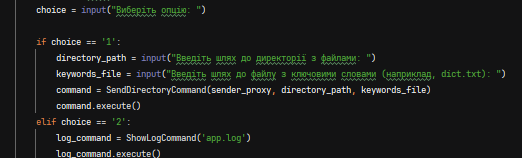 choice = input("Виберіть опцію: ")
if choice == '1':
directory_path = input("Введіть шлях до директорії з файлами: ")
keywords_file = input("Введіть шлях до файлу з ключовими словами (наприклад, dict.txt): ")
command = SendDirectoryCommand(sender_proxy, directory_path, keywords_file)
command.execute()
elif choice == '2':
log_command = ShowLogCommand('app.log')
log_command.execute()